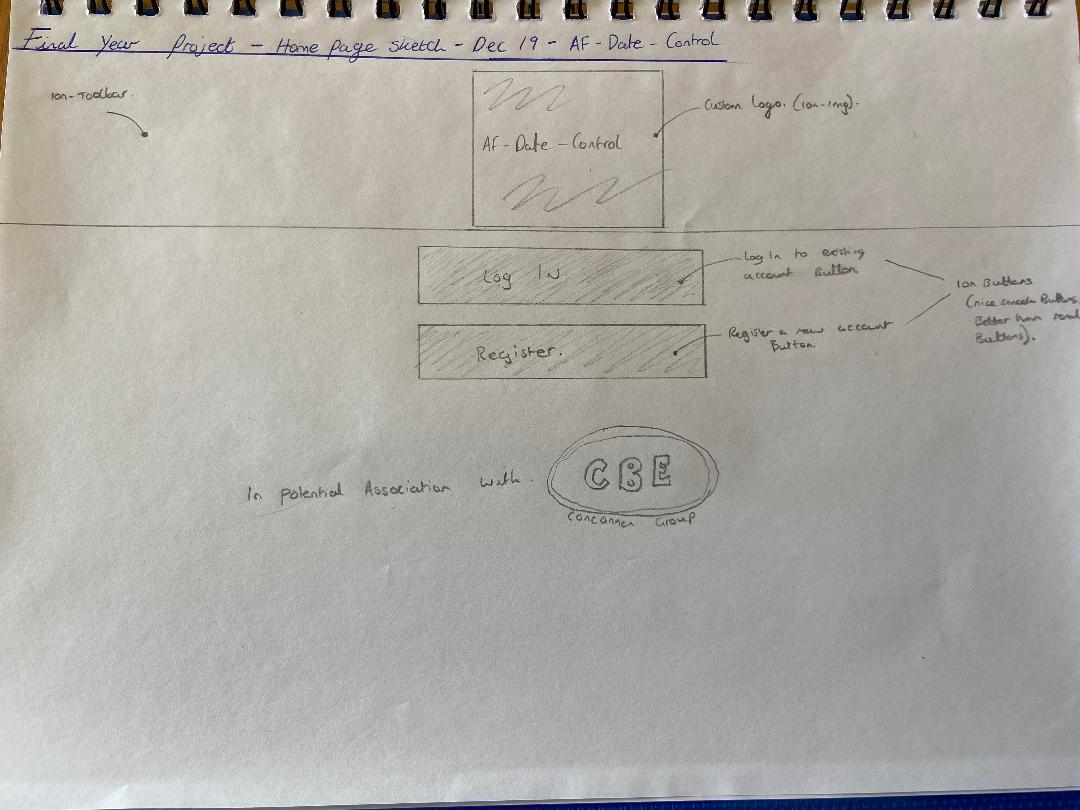 Final Year Project - Home page sketch - Dec 19 - AF-Date-Control
ion-Toolbar.
Custom logo. (ion-img).
AF-Date-Control
Log In
Log In to existing
account Button
Ion Buttons
(nice smooth Buttons
Better than
Buttons).
Register.
Register a new account
Button.
In potential Association with.
CBE
Concannon Group